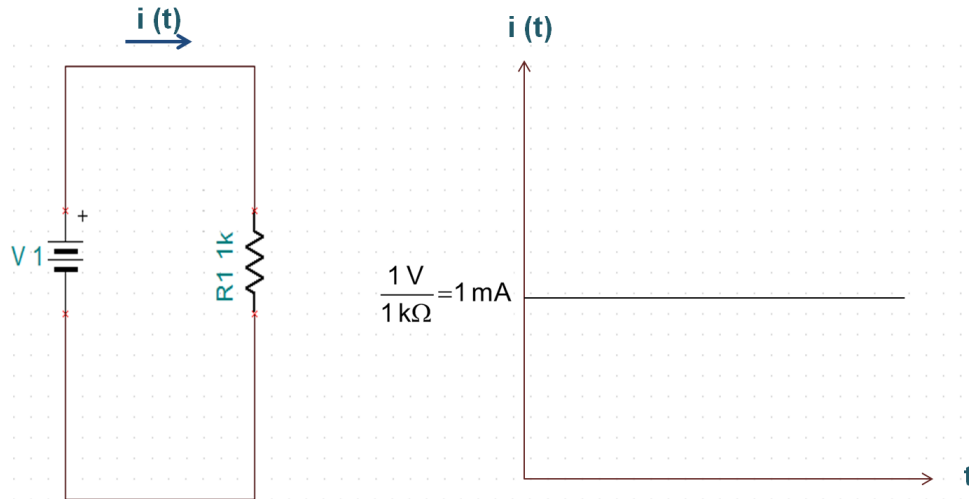 i (t)
i (t)
+
V 1
R1 1k
1 V
1 kΩ
=1 mA
t